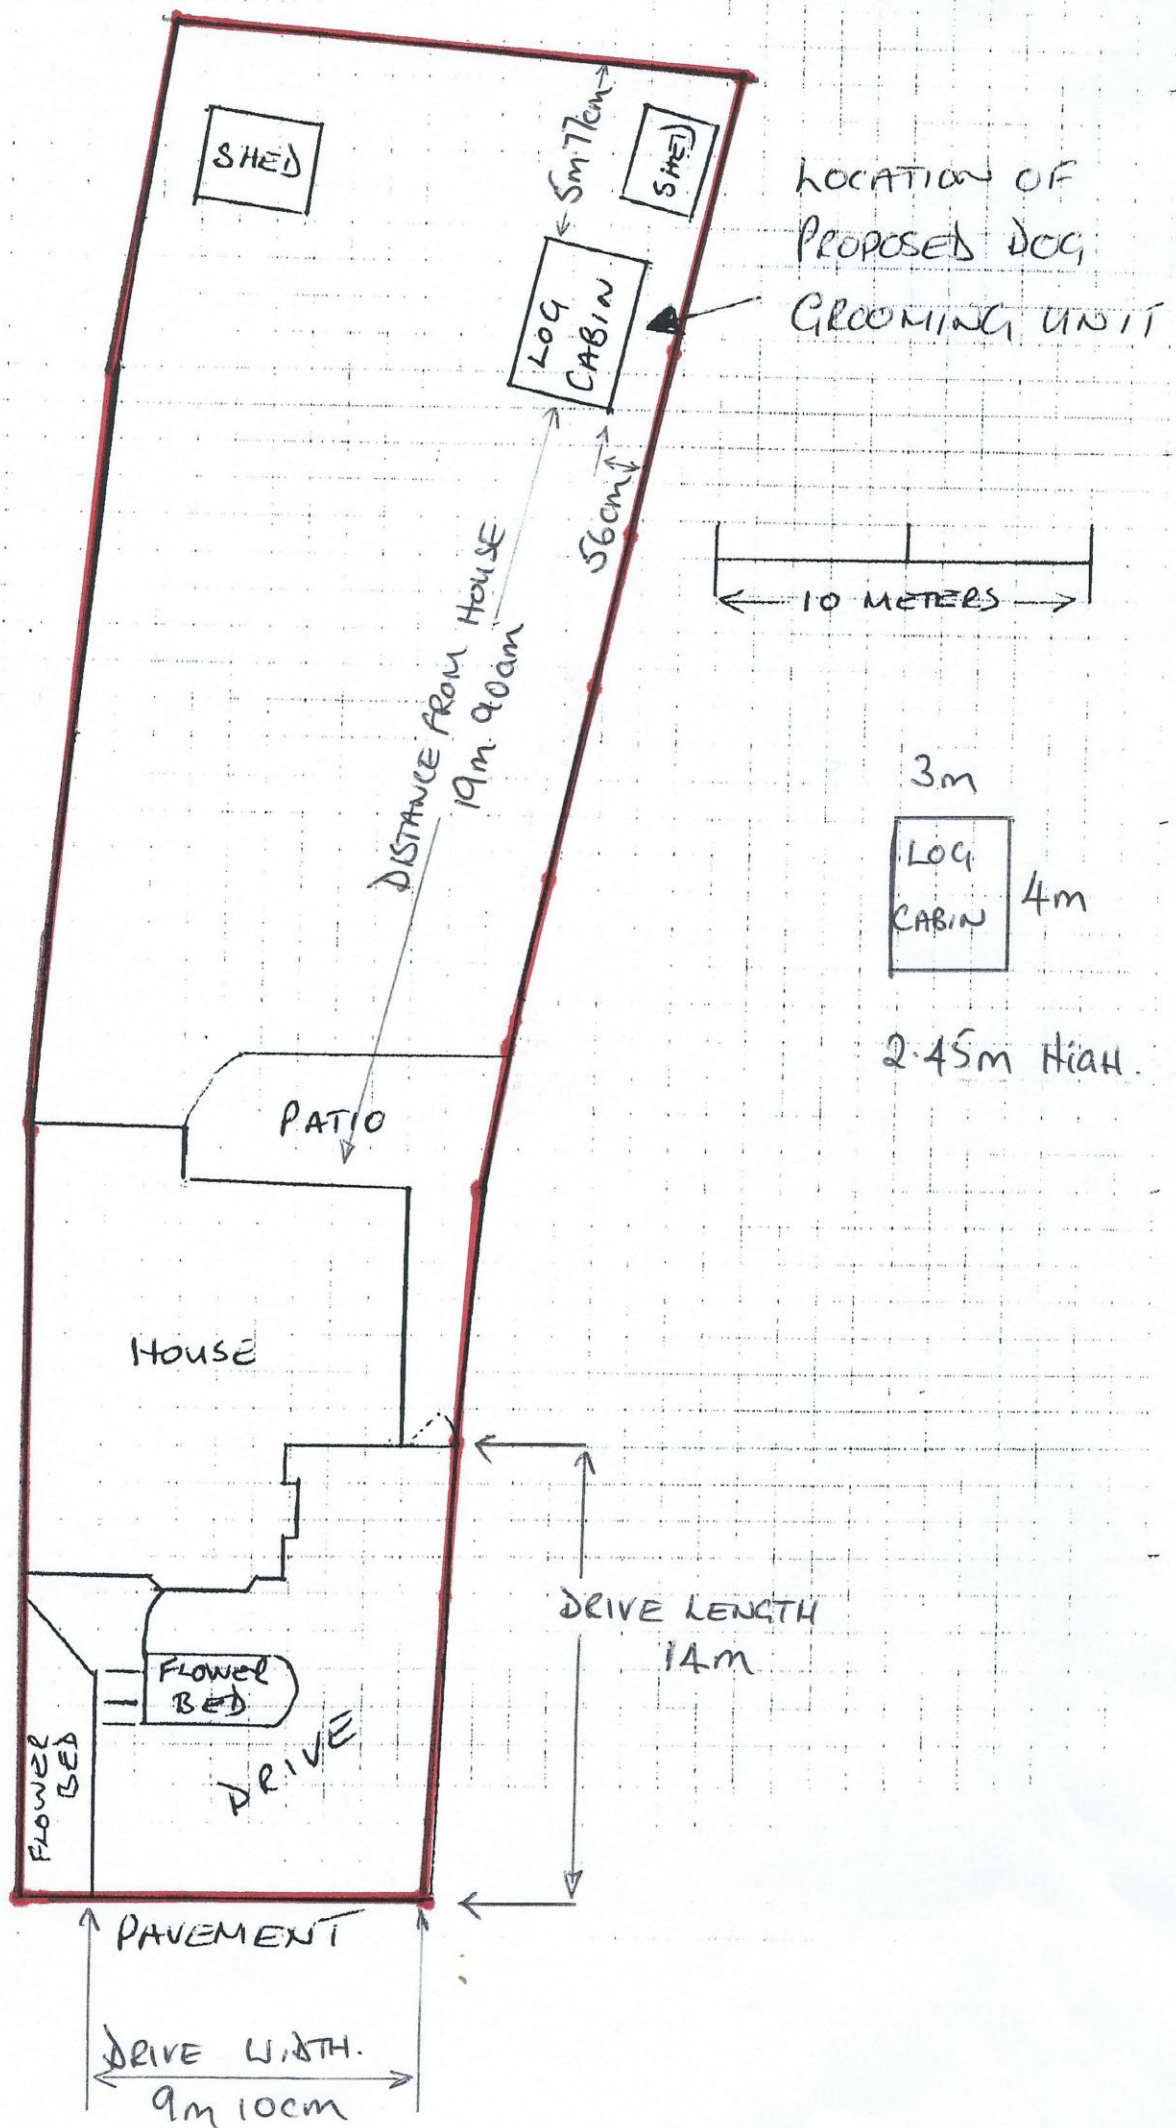 SHED
5m 77cm
SHED
LOCATION OF
PROPOSED DOG
GROOMING UNIT
LOG
CABIN
56cm
10 METERS
DISTANCE FROM HOUSE
19m 90cm
3m
LOG
CABIN
4m
2.45m HIGH.
PATIO
HOUSE
DRIVE LENGTH
14m
FLOWER
BED
FLOWER
BED
DRIVE
PAVEMENT
DRIVE WIDTH.
9m 10cm